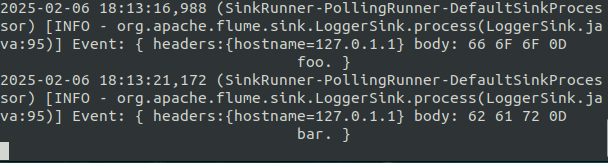 2025-02-06 18:13:16,988 (SinkRunner-PollingRunner-DefaultSinkProces
sor) [INFO - org.apache.flume.sink.LoggerSink.process(LoggerSink.ja
va:95)] Event: { headers:{hostname=127.0.1.1} body: 66 6F 6F 0D
foo. }
2025-02-06 18:13:21,172 (SinkRunner-PollingRunner-DefaultSinkProces
sor) [INFO - org.apache.flume.sink.LoggerSink.process(LoggerSink.ja
va:95)] Event: { headers:{hostname=127.0.1.1} body: 62 61 72 0D
bar. }